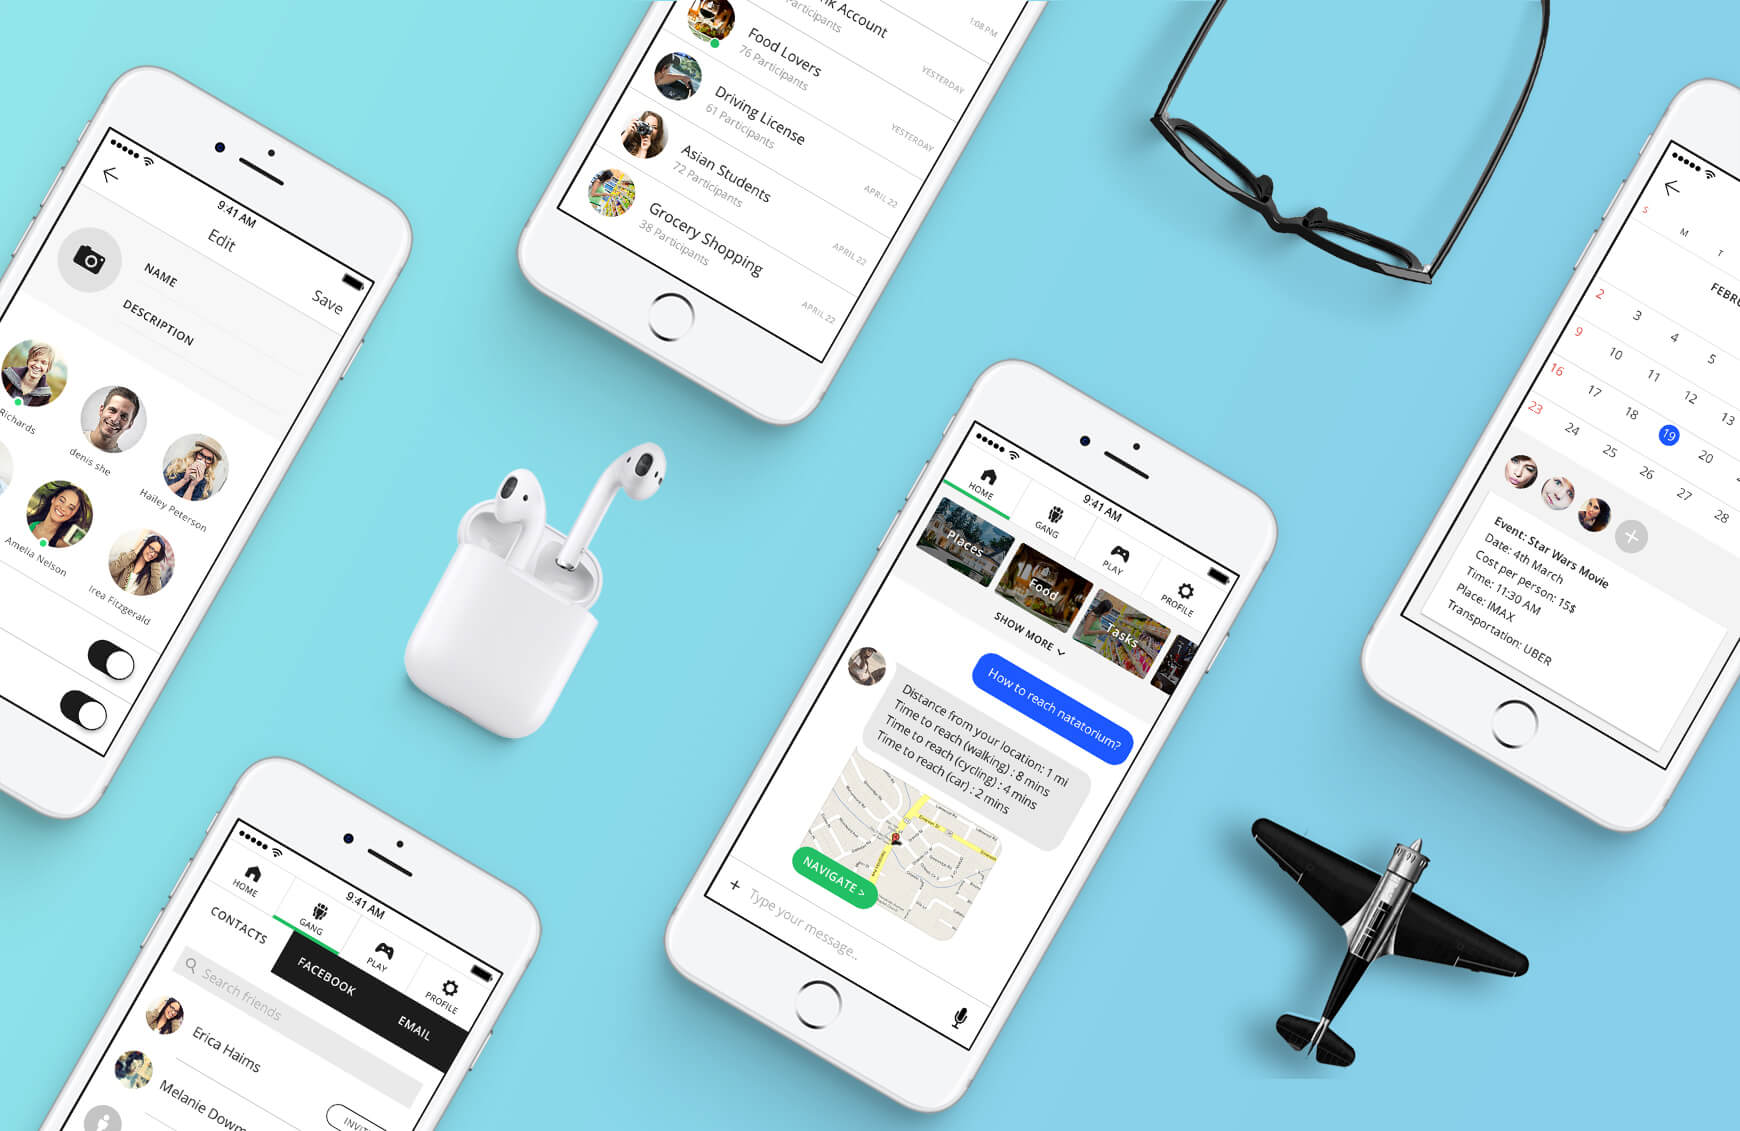 9:41 AM
Edit
Save
NAME
DESCRIPTION
Richards
denis she
Hailey Peterson
Amelia Nelson
Irea Fitzgerald
Account
Participants
1:08 PM
Food Lovers
76 Participants
YESTERDAY
Driving License
61 Participants
YESTERDAY
Asian Students
72 Participants
APRIL 22
Grocery Shopping
38 Participants
APRIL 22
APRIL 22
S M T
FEBRU
2 3 4 5
9 10 11 12 13
16 17 18 19 20
23 24 25 26 27 28
+
Event: Star Wars Movie
Date: 4th March
Cost per person: 15$
Time: 11:30 AM
Place: IMAX
Transportation: UBER
9:41 AM
HOME
GANG
PLAY
PROFILE
Places
Food
Tasks
SHOW MORE
How to reach natatorium?
Distance from your location: 1 mi
Time to reach (walking) : 8 mins
Time to reach (cycling) : 4 mins
Time to reach (car) : 2 mins
NAVIGATE >
+ Type your message..
9:41 AM
HOME
GANG
PLAY
PROFILE
CONTACTS
FACEBOOK
EMAIL
Search friends
Erica Haims
INVIT
Melanie Dowm